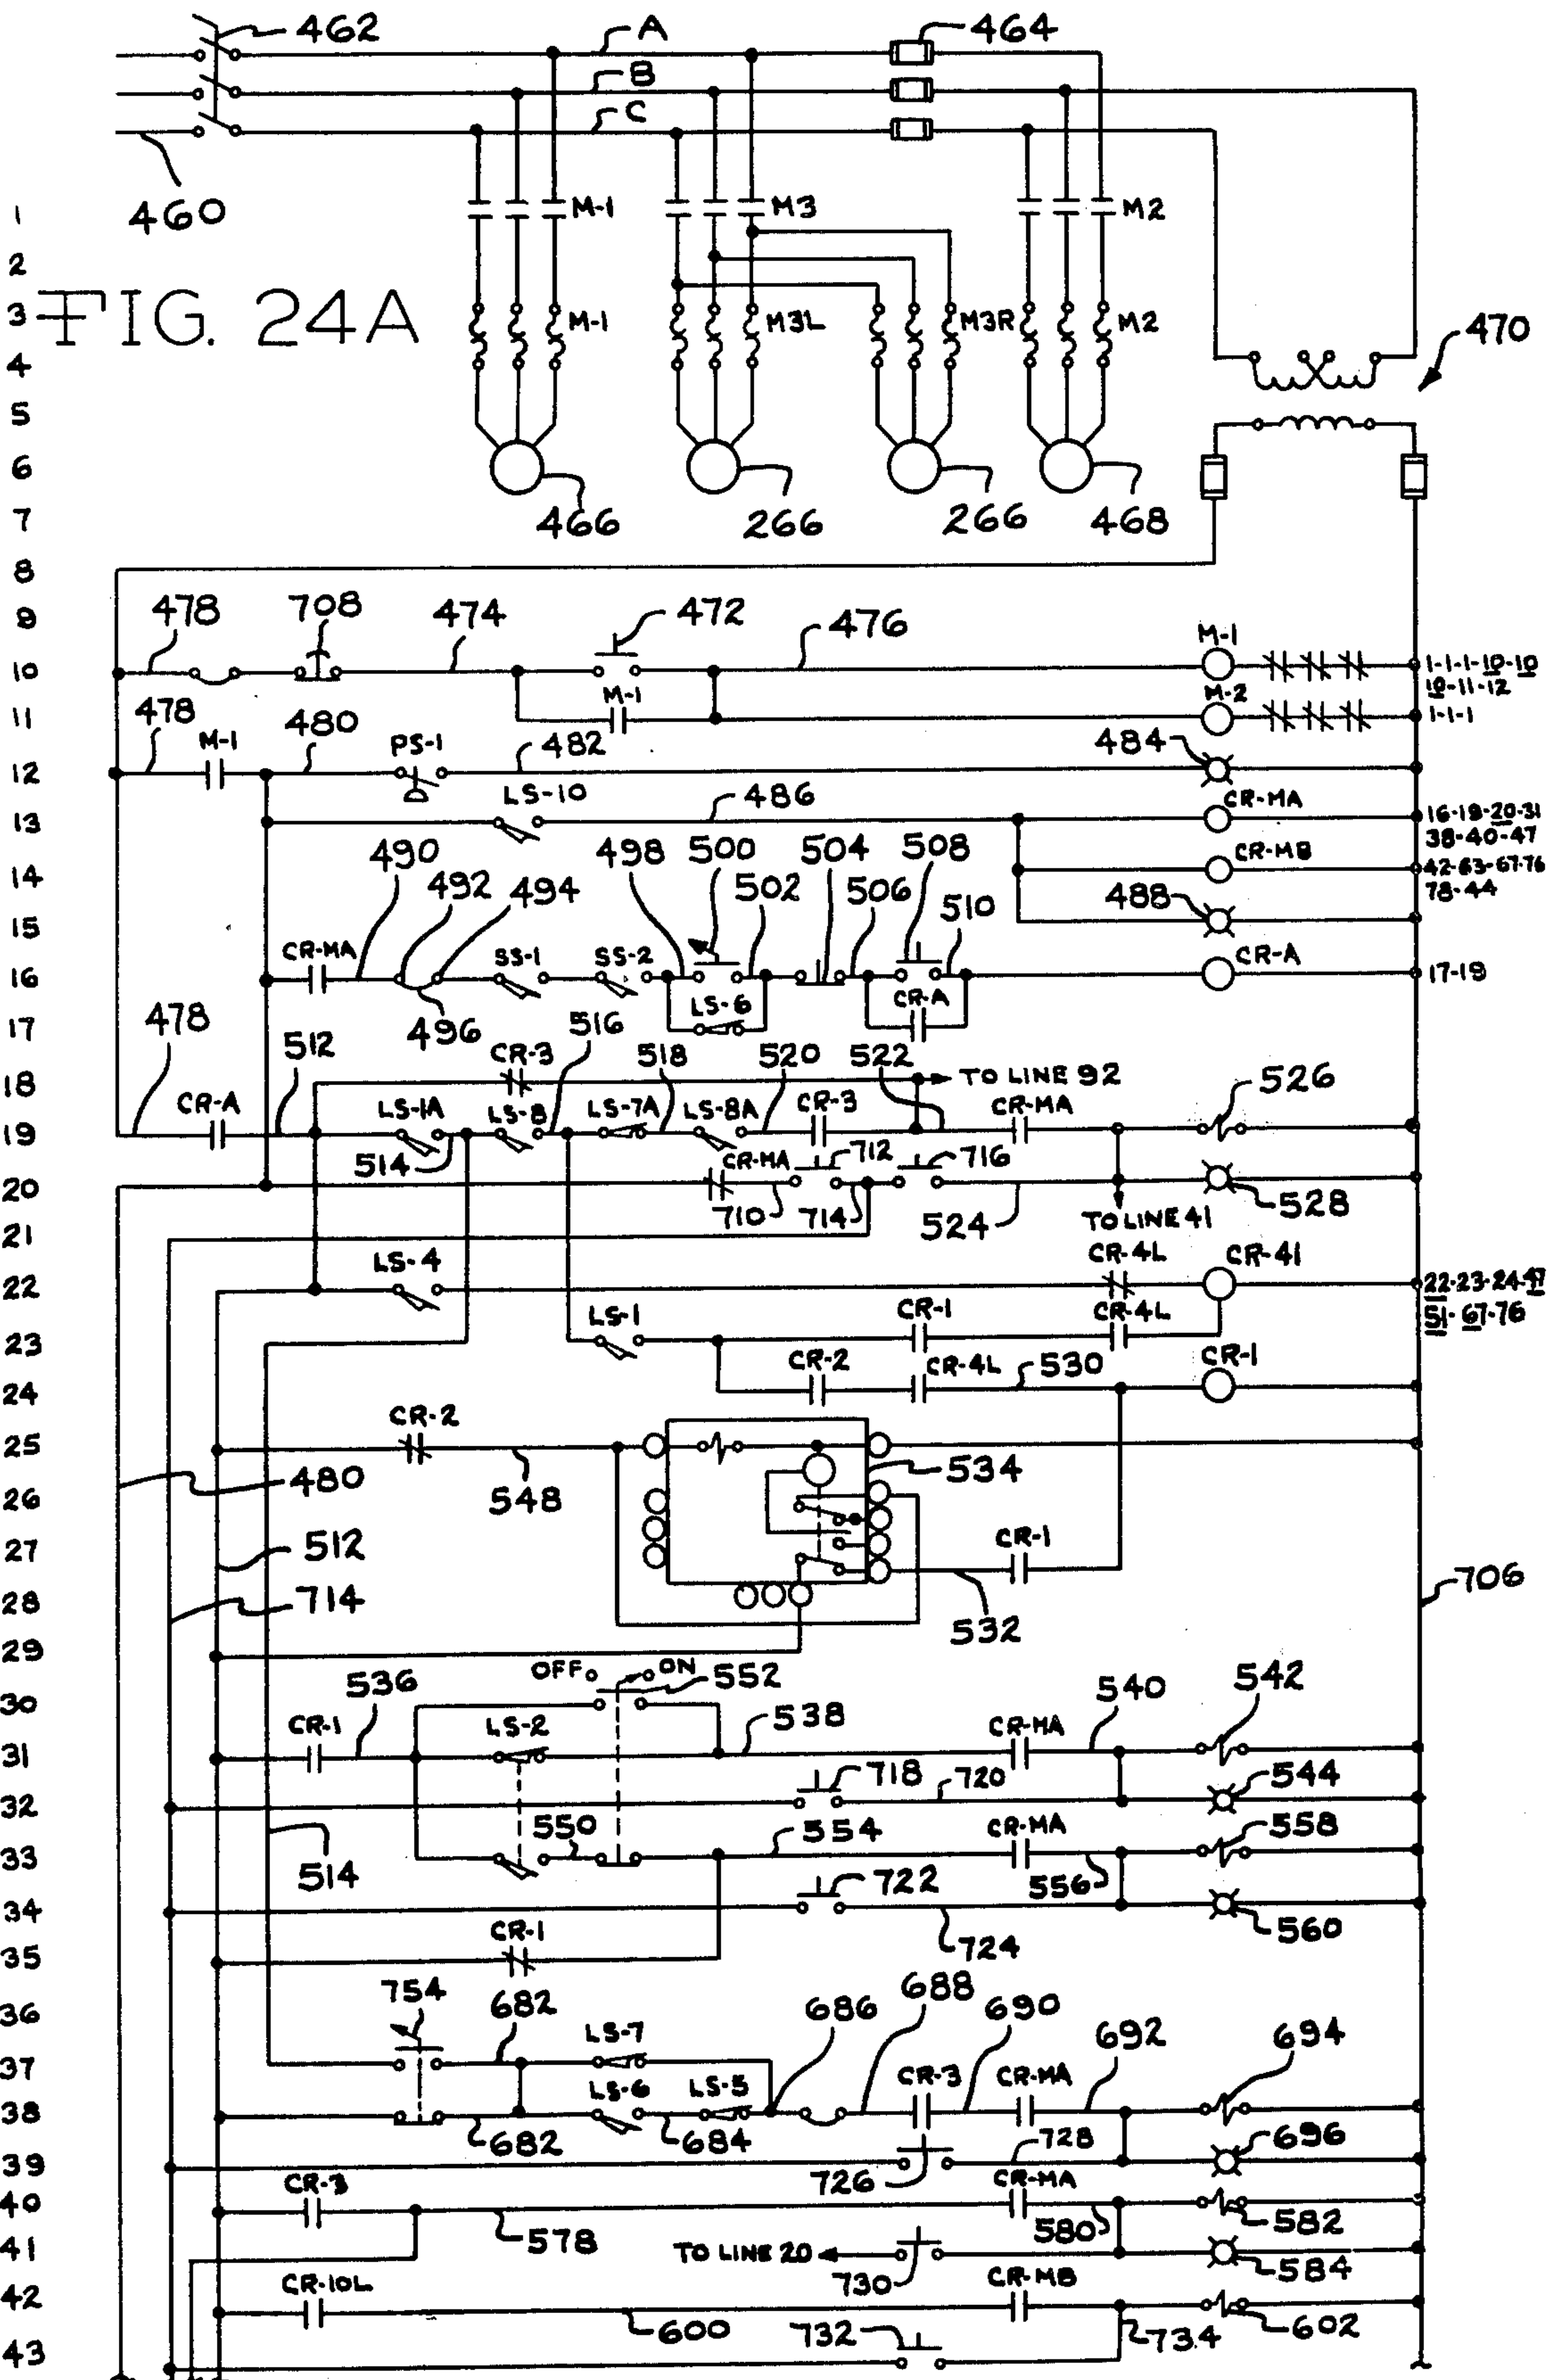 462 A 464
B
C
460
1 M-1 M3 M2
2
3 FIG. 24A M-1 M3L M3R M2
470
4
5
6
466 266 266 468
7
8
9 478 708 474 472 476 M-1
10 1-1-1-10-10
10-11-12
M-1 M-2
11 478 1-1-1
M-1 480 PS-1 482 484
12
LS-10 486 CR-MA
13 16-19-20-31
38-40-47
490 498 500 504 508 CR-MB
14 492 494 502 506 510 42-63-67-76
78-44
488
15
CR-MA SS-1 SS-2 CR-A
16 17-19
LS-6 CR-A
17 478 496 516
512 CR-3 518 520 522
18 TO LINE 92 526
CR-A LS-1A LS-8 LS-7A LS-8A CR-3 CR-MA
19
514 CR-MA 712 716
20
710 714 524 528
TO LINE 41
21
LS-4 CR-4L CR-41
22 22-23-24-47
51-67-76
LS-1 CR-1 CR-4L
23
CR-2 CR-4L 530 CR-1
24
CR-2
25
480 548 534
26
27 512 CR-1
28 714 706
532
29
OFF ON 552 542
30 536 540
CR-1 LS-2 538 CR-MA
31
718 720 544
32
550 554 CR-MA 558
33
514 556
722
34
724 560
CR-1
35
754 688
36 682 686 690 692 694
LS-7
37 CR-3 CR-MA
LS-6 LS-5
38
682 684 728 696
39
726
CR-3 CR-MA
40
578 580 582
41 TO LINE 20
730 584
CR-10L CR-MB
42
600 734 602
732
43